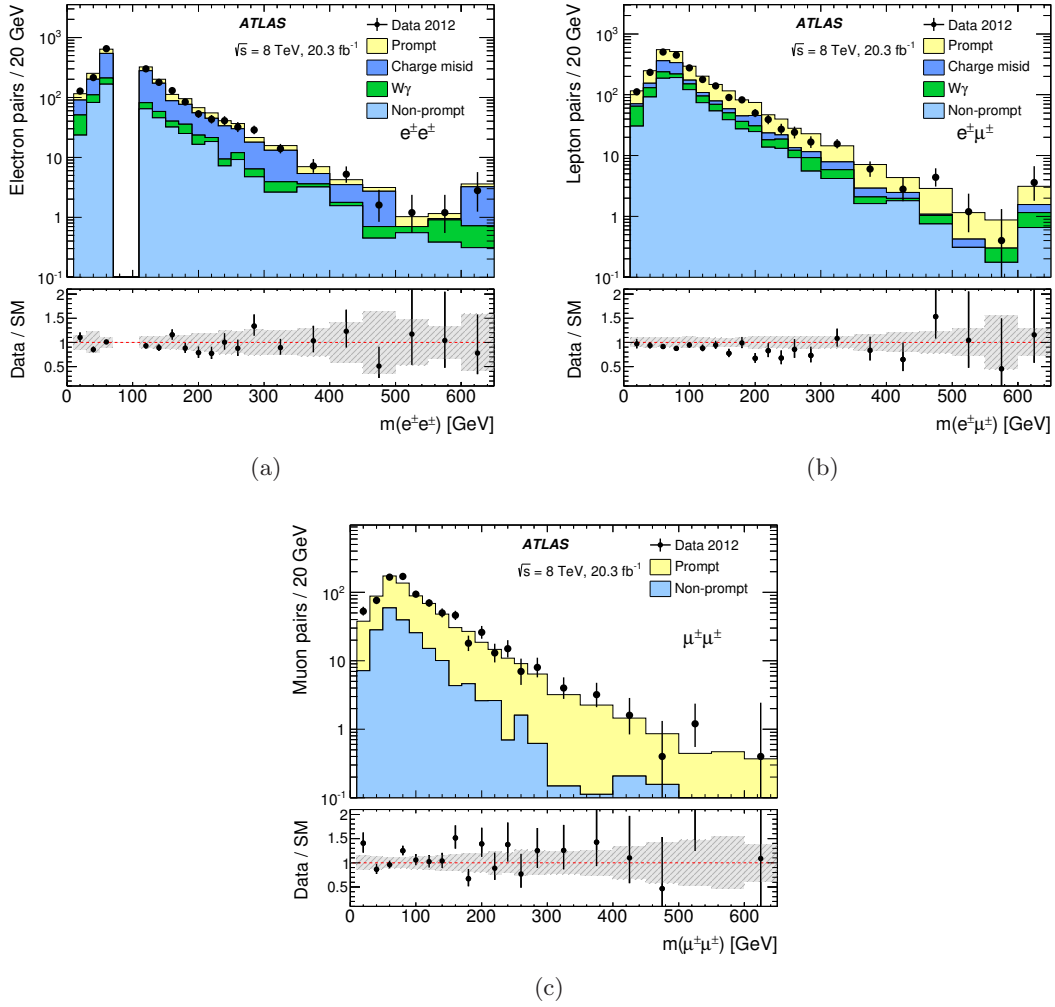 ATLAS
√s = 8 TeV, 20.3 fb⁻¹
Data 2012
Prompt
Charge misid
Wγ
Non-prompt
e±e±
Electron pairs / 20 GeV
10³
10²
10
1
10⁻¹
Data / SM
2
1.5
1
0.5
0 100 200 300 400 500 600
m(e±e±) [GeV]
(a)
ATLAS
√s = 8 TeV, 20.3 fb⁻¹
Data 2012
Prompt
Charge misid
Wγ
Non-prompt
e±μ±
Lepton pairs / 20 GeV
10³
10²
10
1
10⁻¹
Data / SM
2
1.5
1
0.5
0 100 200 300 400 500 600
m(e±μ±) [GeV]
(b)
ATLAS
√s = 8 TeV, 20.3 fb⁻¹
Data 2012
Prompt
Non-prompt
μ±μ±
Muon pairs / 20 GeV
10²
10
1
10⁻¹
Data / SM
2
1.5
1
0.5
0 100 200 300 400 500 600
m(μ±μ±) [GeV]
(c)